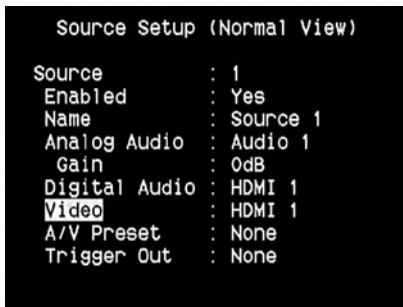 Source Setup (Normal View)
Source : 1
Enabled : Yes
Name : Source 1
Analog Audio : Audio 1
Gain : 0dB
Digital Audio : HDMI 1
Video : HDMI 1
A/V Preset : None
Trigger Out : None